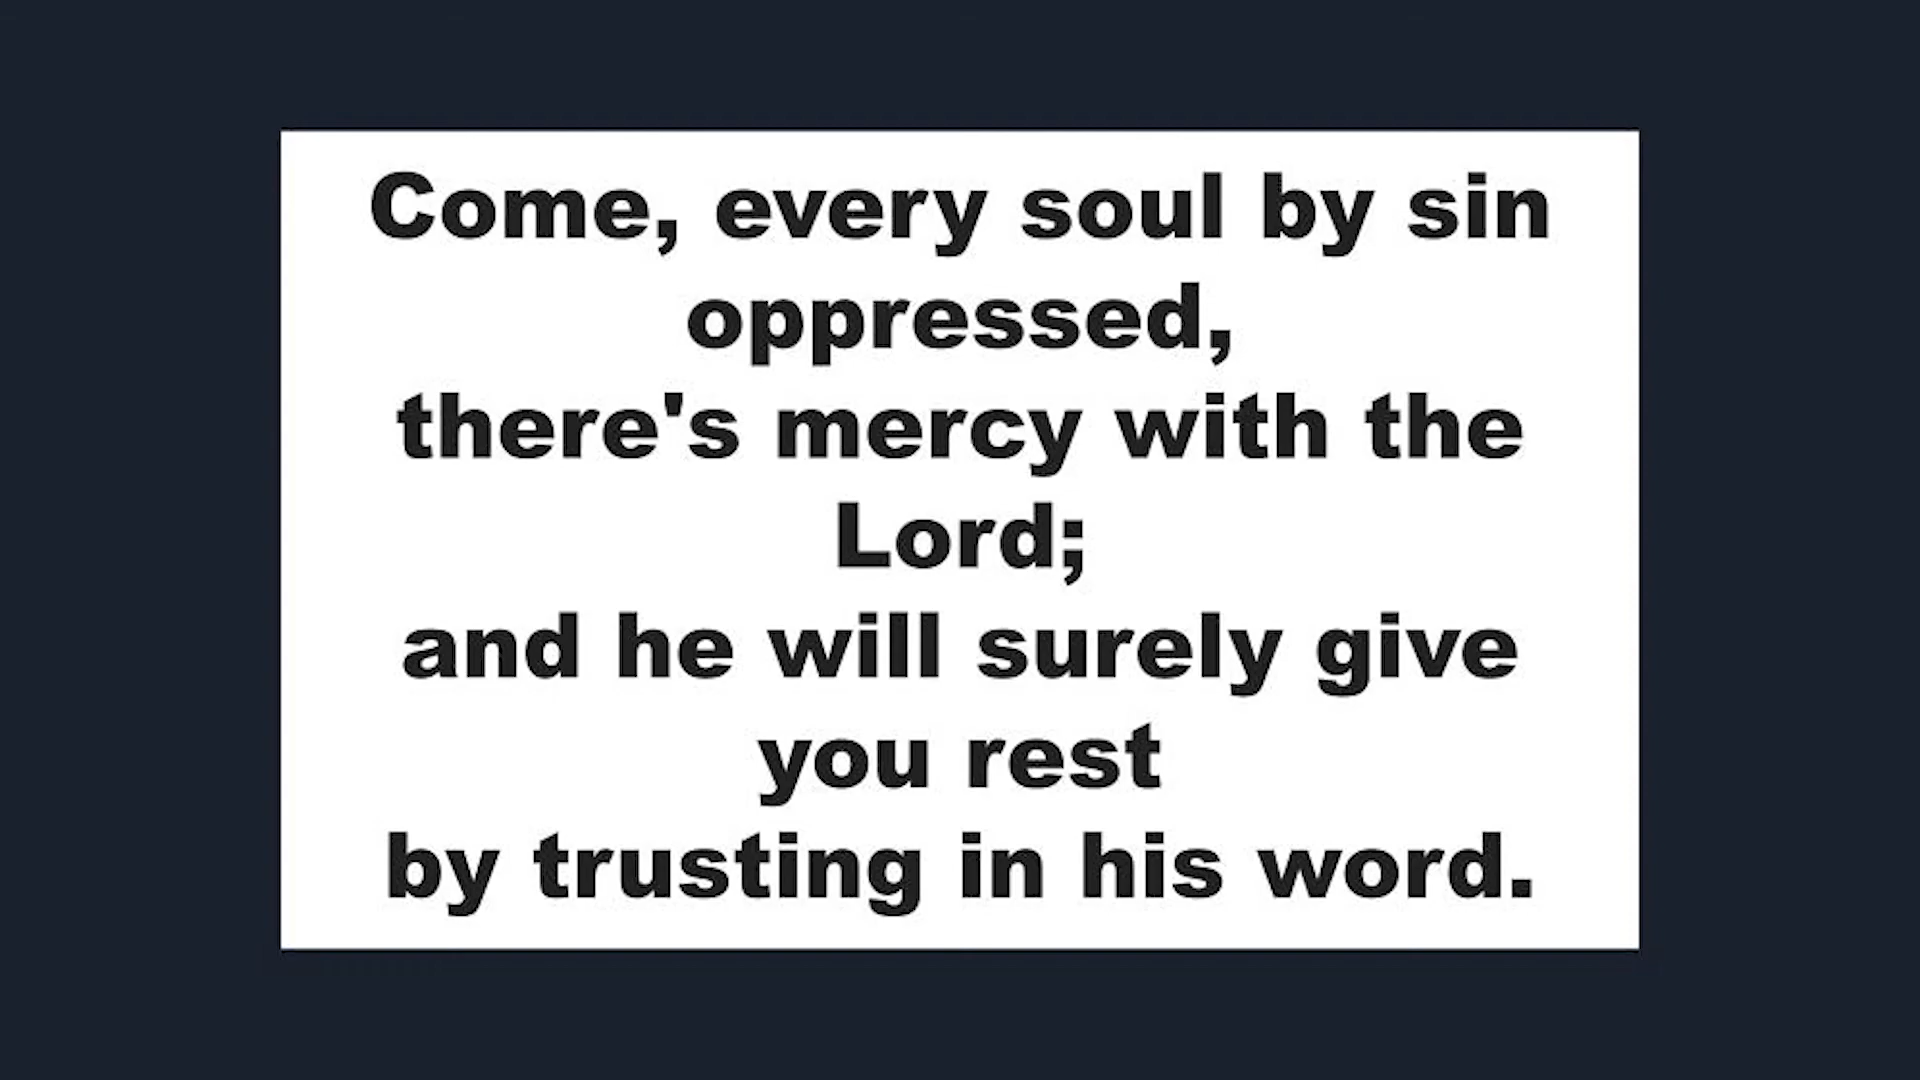 Come, every soul by sin
oppressed,
there's mercy with the
Lord;
and he will surely give
you rest
by trusting in his word.